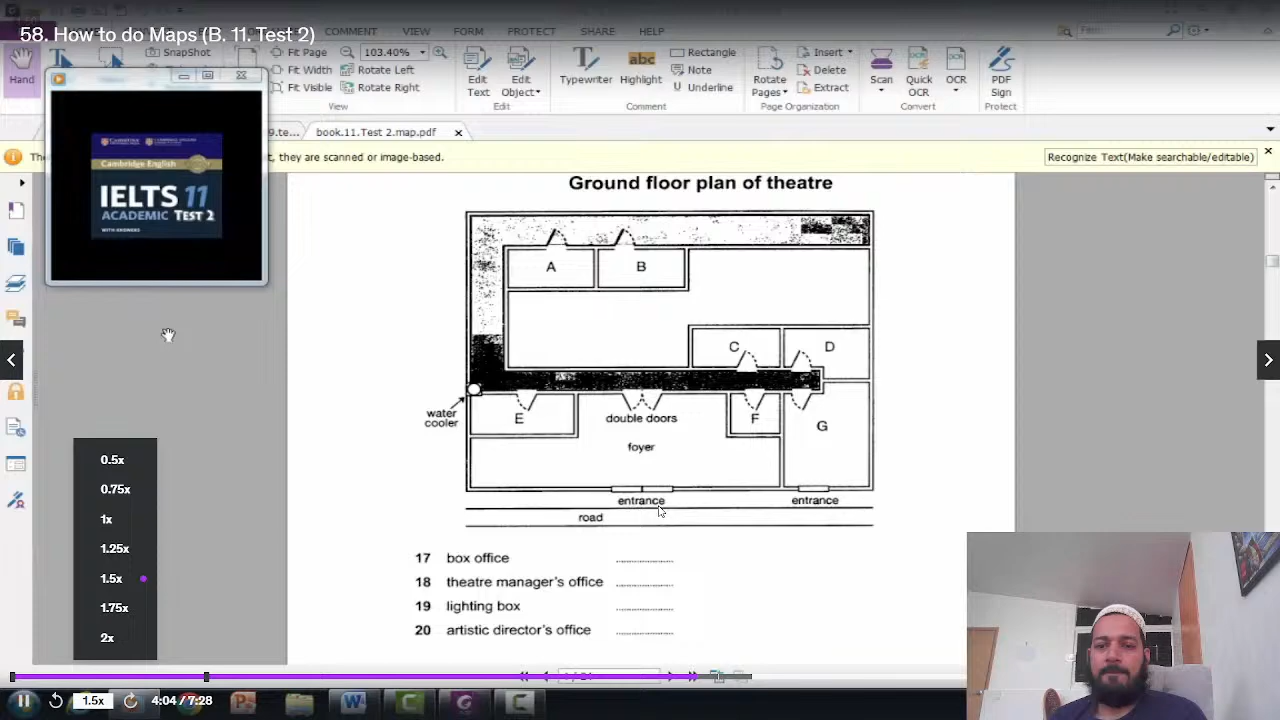 58. How to do Maps (B. 11. Test 2)
VIEW
FORM
PROTECT
SHARE
HELP
Hand
SnapShot
Fit Page
Fit Width
Fit Visible
103.40%
Rotate Left
Rotate Right
View
Edit Text
Edit Object
Edit
Typewriter
Highlight
Rectangle
Note
Underline
Comment
Rotate Pages
Insert
Delete
Extract
Page Organization
Scan
Quick OCR
OCR
Convert
PDF Sign
Protect
9.te...
book.11.Test 2.map.pdf
t, they are scanned or image-based.
Recognize Text(Make searchable/editable)
Cambridge English
IELTS 11
ACADEMIC TEST 2
WITH ANSWERS
Ground floor plan of theatre
A
B
C
D
water cooler
E
double doors
F
G
foyer
entrance
entrance
road
17 box office
18 theatre manager's office
19 lighting box
20 artistic director's office
0.5x
0.75x
1x
1.25x
1.5x
1.75x
2x
1.5x
4:04/7:28